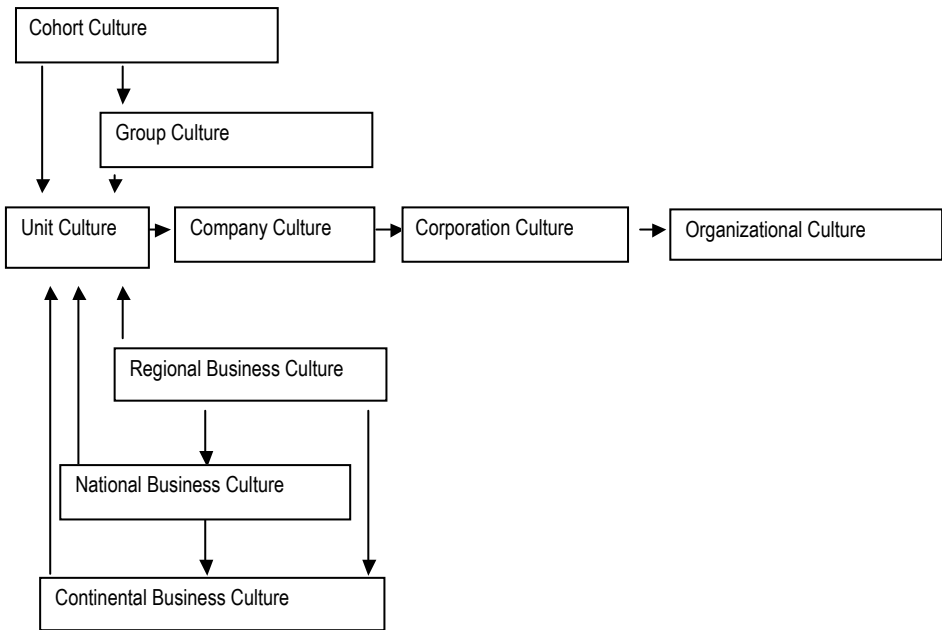 Cohort Culture
Group Culture
Unit Culture
Company Culture
Corporation Culture
Organizational Culture
Regional Business Culture
National Business Culture
Continental Business Culture